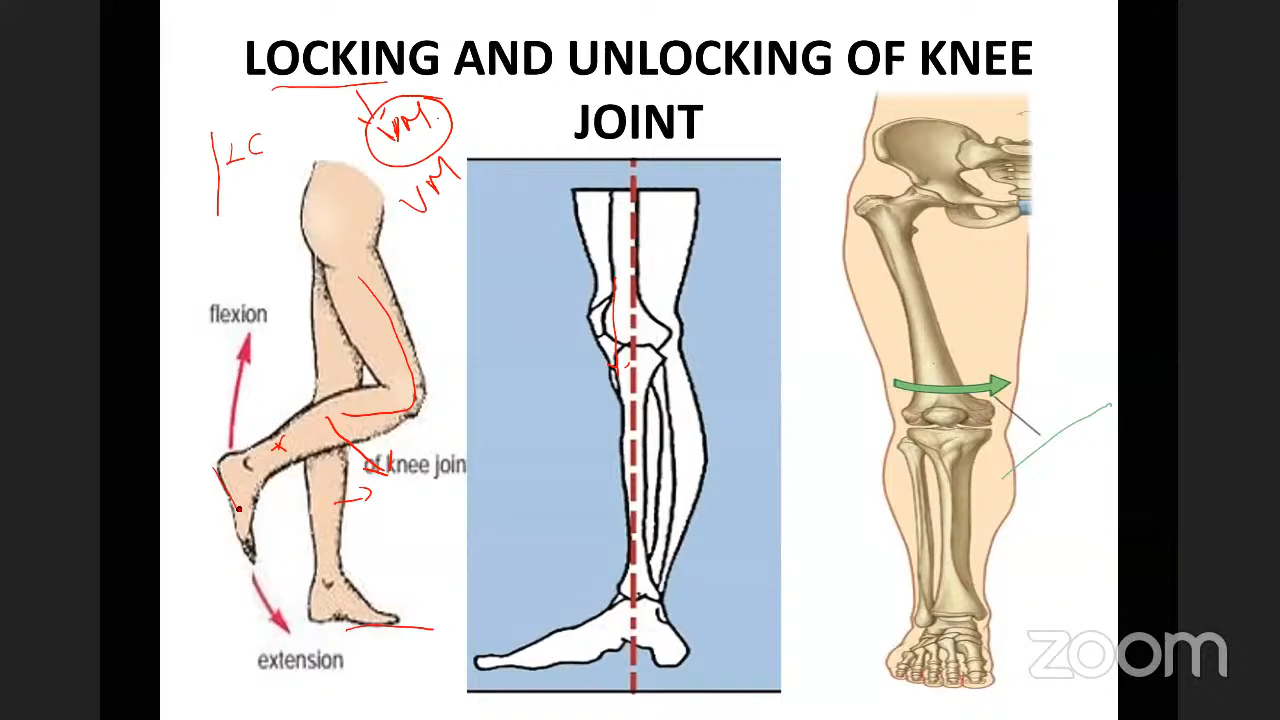 LOCKING AND UNLOCKING OF KNEE
JOINT
VM.
VM
LC
flexion
of knee join
extension
zoom